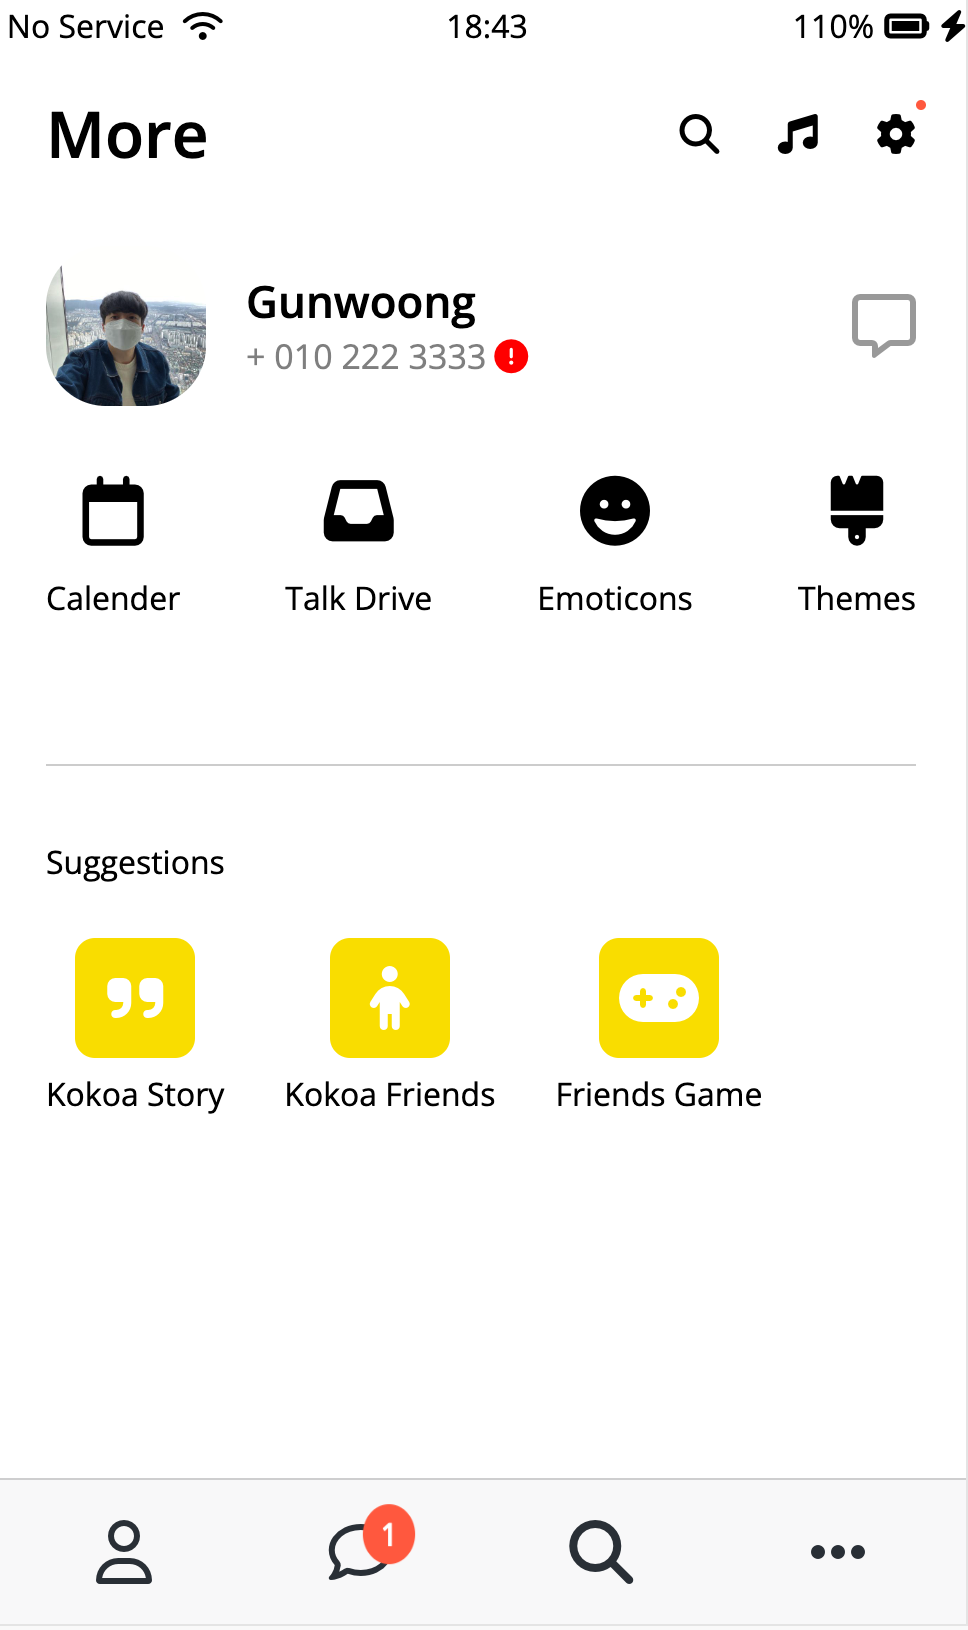 No Service 18:43 110%
More
Gunwoong
+ 010 222 3333
Calender Talk Drive Emoticons Themes
Suggestions
Kokoa Story Kokoa Friends Friends Game
1